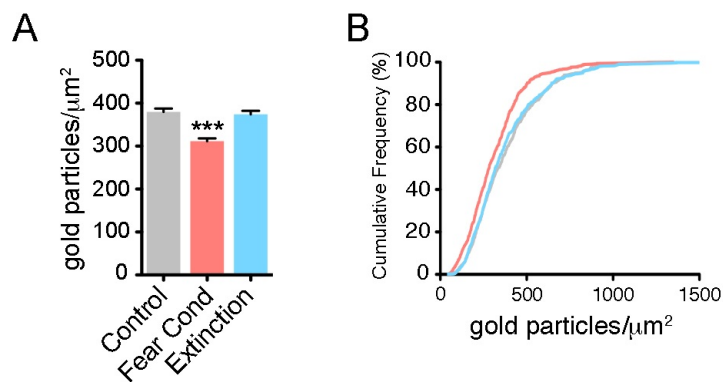 A
gold particles/μm²
500
400
300
200
100
0
***
Control
Fear Cond
Extinction
B
Cumulative Frequency (%)
100
80
60
40
20
0
0 500 1000 1500
gold particles/μm²